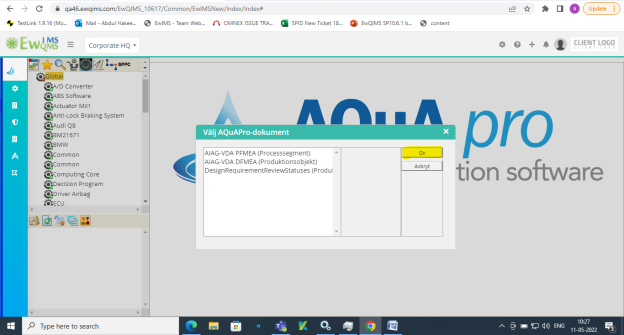 qa46.ewqims.com/EwQIMS_10617/Common/EwIMSNew/Index/Index#
Update
TestLink 1.9.16 (Mo...
Mail - Abdul Hakee...
EwIMS - Team Web...
OMNEX ISSUE TRA...
SPID New Ticket 18...
EwQIMS SP10.6.1 is...
content
EwIMS
QIMS
Corporate HQ
CLIENT LOGO
SPPC
Global
A/D Converter
ABS Software
Actuator MX1
Anti-Lock Braking System
Audi Q8
BM21671
BMW
Common
Common
Computing Core
Decision Program
Driver Airbag
ECU
AQuA pro
tion software
Välj AQuAPro-dokument
AIAG-VDA PFMEA (Processsegment)
AIAG-VDA DFMEA (Produktionsobjekt)
DesignRequirementReviewStatuses (Produ
Ok
Avbryt
Type here to search
ENG
10:27
11-05-2022